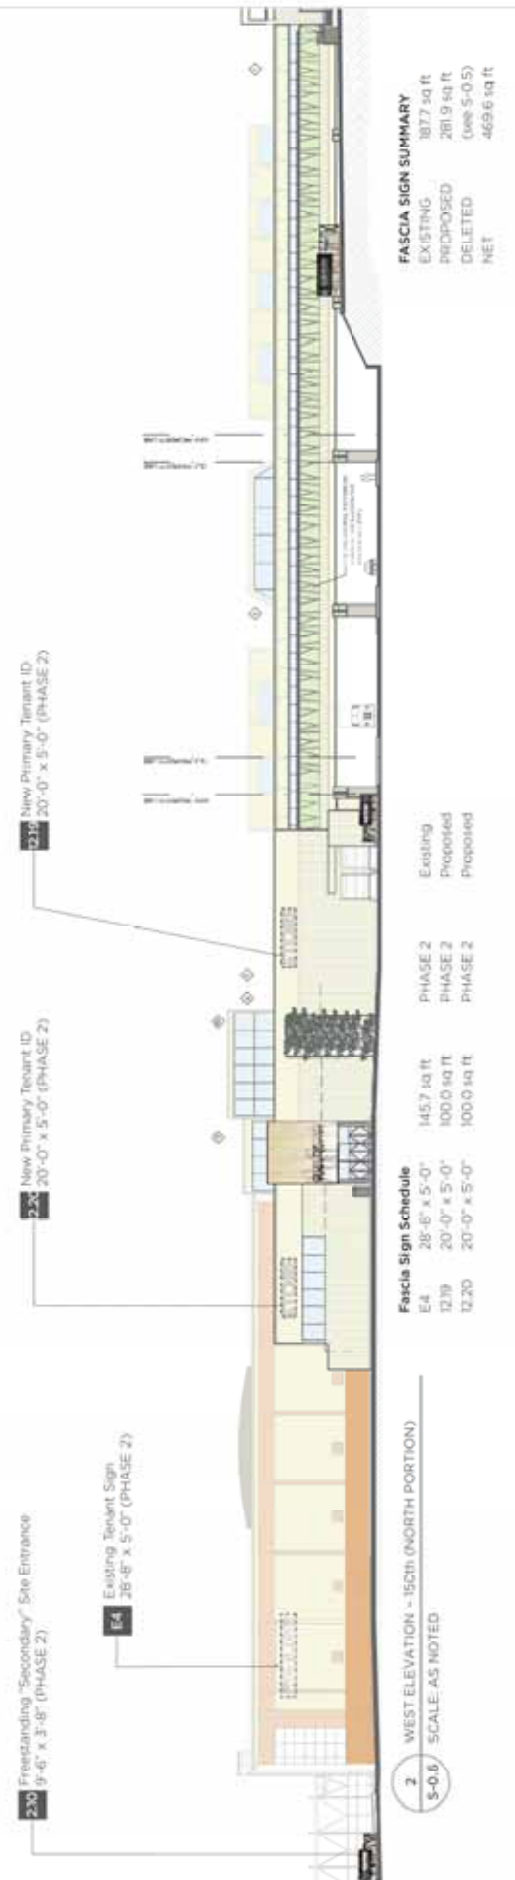 2.10 Freestanding "Secondary" Site Entrance
9'-6" x 3'-8" (PHASE 2)
E4 Existing Tenant Sign
28'-8" x 5'-0" (PHASE 2)
12.20 New Primary Tenant ID
20'-0" x 5'-0" (PHASE 2)
12.19 New Primary Tenant ID
20'-0" x 5'-0" (PHASE 2)
2 WEST ELEVATION - 150th (NORTH PORTION)
S-0.6 SCALE: AS NOTED
Fascia Sign Schedule
E4 28'-6" x 5'-0" 145.7 sq ft PHASE 2 Existing
12.19 20'-0" x 5'-0" 100.0 sq ft PHASE 2 Proposed
12.20 20'-0" x 5'-0" 100.0 sq ft PHASE 2 Proposed
FASCIA SIGN SUMMARY
EXISTING 187.7 sq ft
PROPOSED 281.9 sq ft
DELETED (see S-0.5)
NET 469.6 sq ft